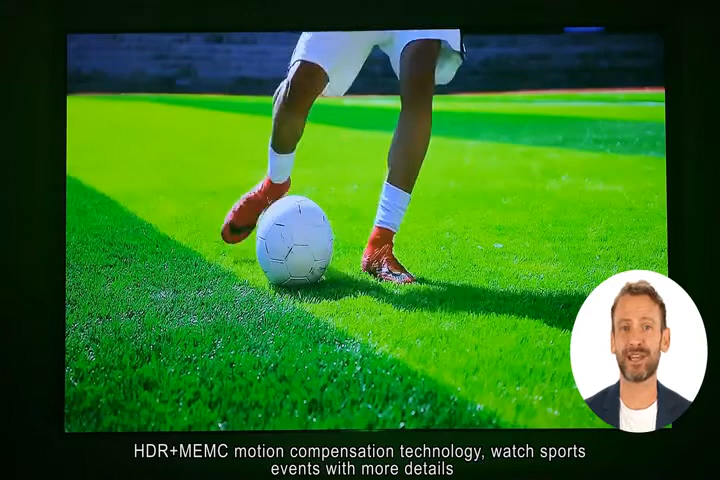 HDR+MEMC motion compensation technology, watch sports
events with more details